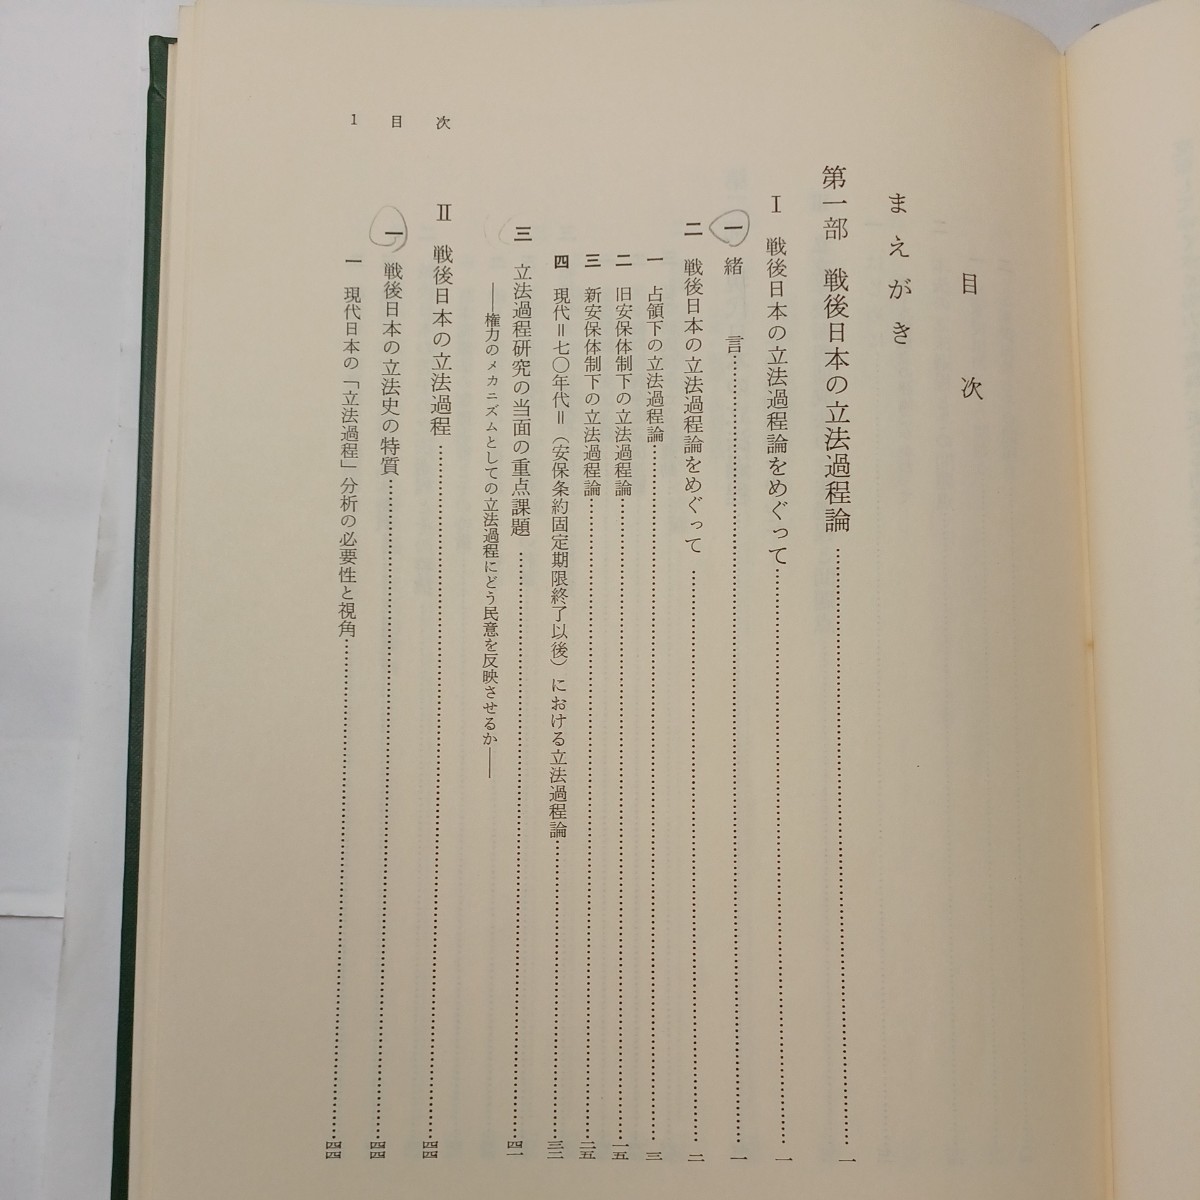 目次
まえがき
第一部 戦後日本の立法過程論……一
Ⅰ 戦後日本の立法過程論をめぐって……一
一 緒言……一
二 戦後日本の立法過程論をめぐって……二
一 占領下の立法過程論……三
二 旧安保体制下の立法過程論……一五
三 新安保体制下の立法過程論……二五
四 現代＝七〇年代＝（安保条約固定期限終了以後）における立法過程論……三二
三 立法過程研究の当面の重点課題……四一
――権力のメカニズムとしての立法過程にどう民意を反映させるか――
Ⅱ 戦後日本の立法過程……四四
一 戦後日本の立法史の特質……四四
一 現代日本の「立法過程」分析の必要性と視角……四四
1 目次